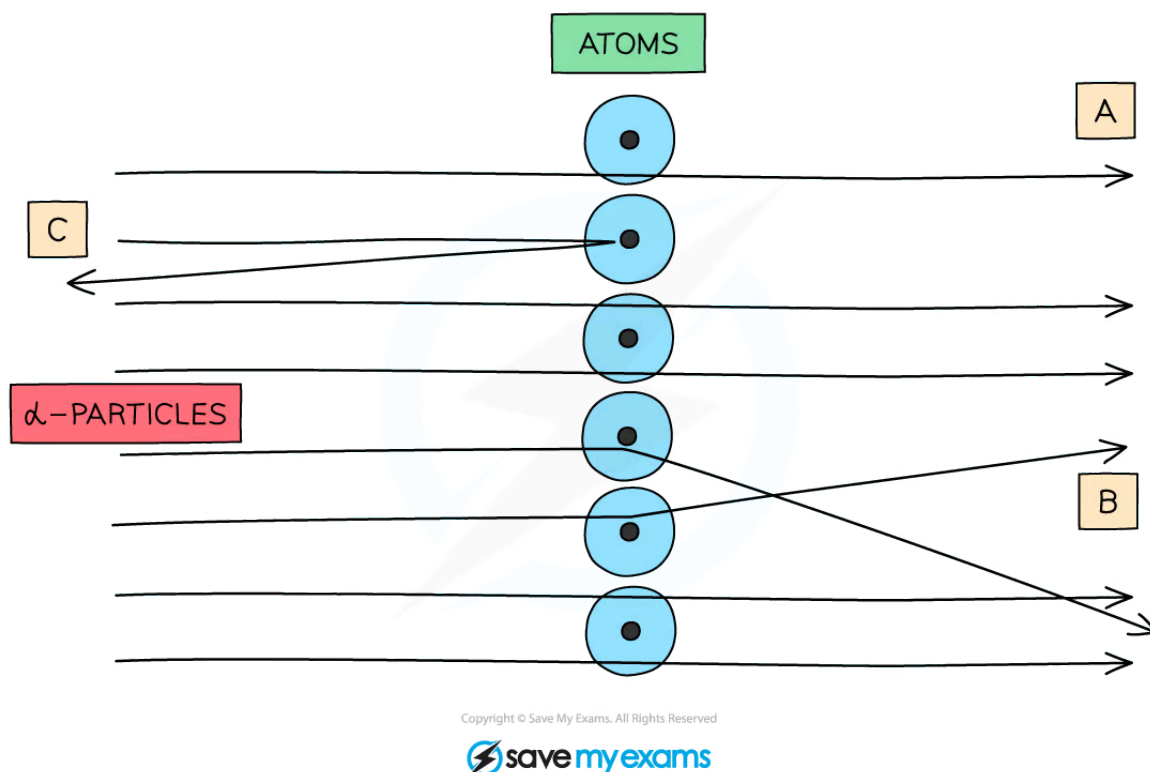 ATOMS
A
C
α-PARTICLES
B
Copyright © Save My Exams. All Rights Reserved
save my exams